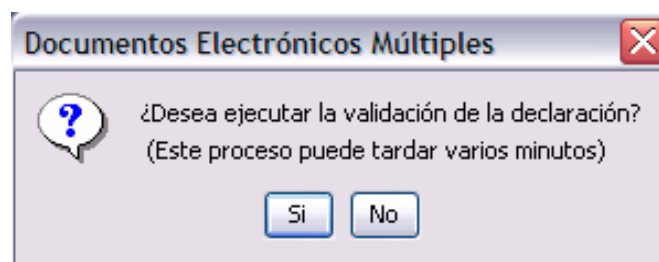 Documentos Electrónicos Múltiples
¿Desea ejecutar la validación de la declaración?
(Este proceso puede tardar varios minutos)
Si No